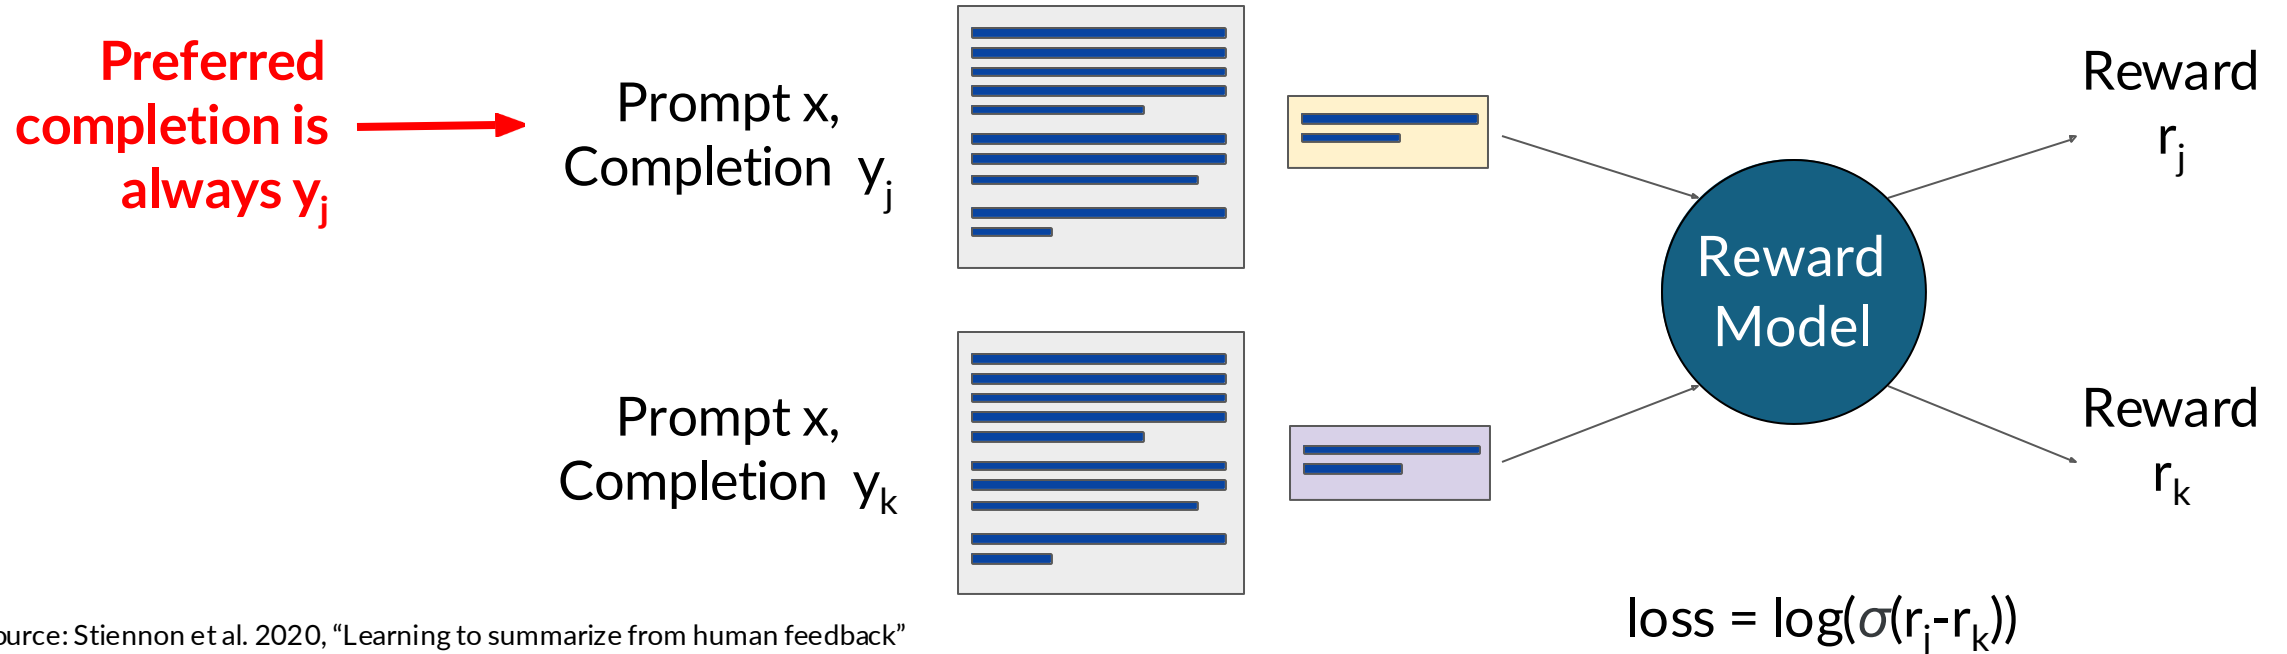 Preferred
completion is
always yj
Prompt x,
Completion yj
Reward
rj
Reward
Model
Prompt x,
Completion yk
Reward
rk
loss = log(σ(rj-rk))
ource: Stiennon et al. 2020, “Learning to summarize from human feedback”